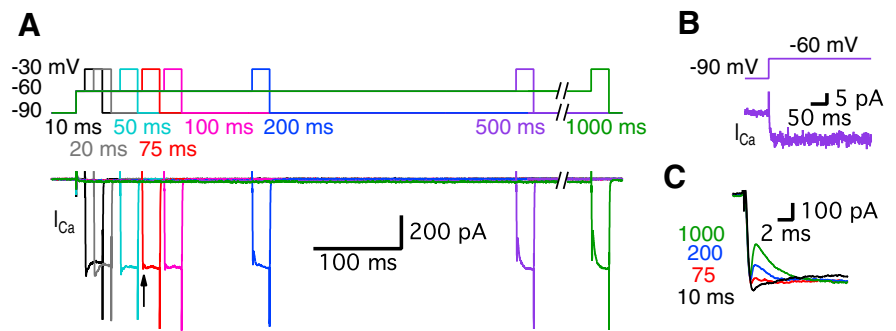 A
-30 mV
-60
-90
10 ms
50 ms
100 ms
200 ms
500 ms
1000 ms
20 ms
75 ms
ICa
200 pA
100 ms
B
-60 mV
-90 mV
5 pA
50 ms
ICa
C
100 pA
2 ms
1000
200
75
10 ms